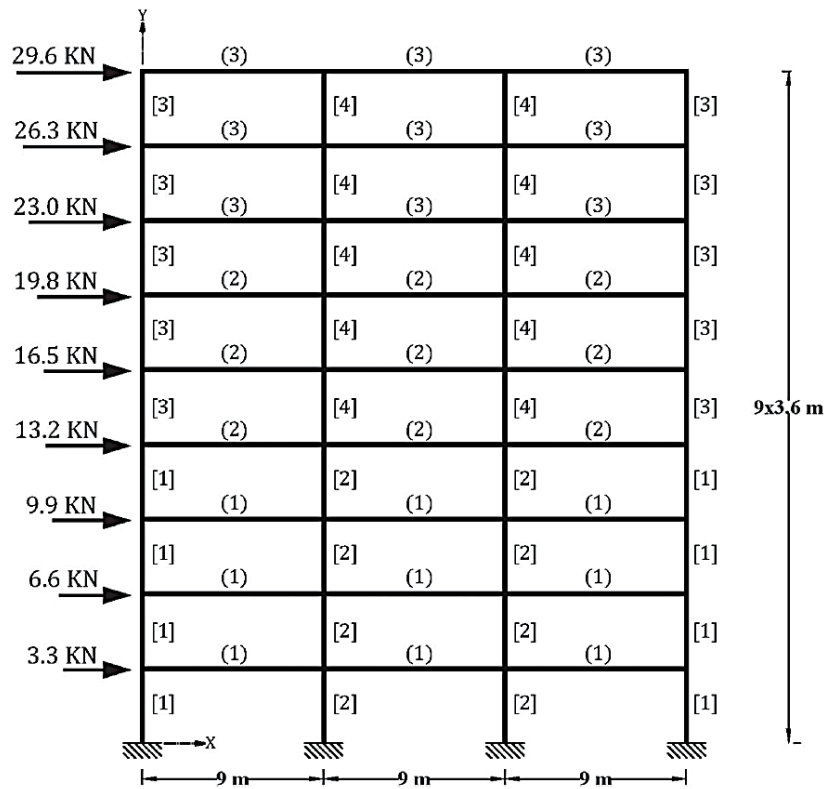 Y
29.6 KN (3) (3) (3)
[3] [4] [4] [3]
26.3 KN (3) (3) (3)
[3] [4] [4] [3]
23.0 KN (3) (3) (3)
[3] [4] [4] [3]
19.8 KN (2) (2) (2)
[3] [4] [4] [3]
16.5 KN (2) (2) (2)
[3] [4] [4] [3]
9x3.6 m
13.2 KN (2) (2) (2)
[1] [2] [2] [1]
9.9 KN (1) (1) (1)
[1] [2] [2] [1]
6.6 KN (1) (1) (1)
[1] [2] [2] [1]
3.3 KN (1) (1) (1)
[1] [2] [2] [1]
X
9 m 9 m 9 m